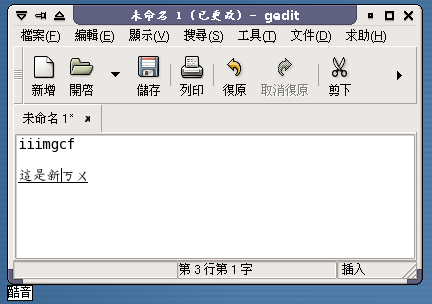 未命名 1 (已更改) - gedit
檔案(F) 編輯(E) 顯示(V) 搜尋(S) 工具(T) 文件(D) 求助(H)
新增 開啓 儲存 列印 復原 取消復原 剪下
未命名 1*
iiimgcf
這是新ㄎㄨ
第 3 行第 1 字 插入
酷音